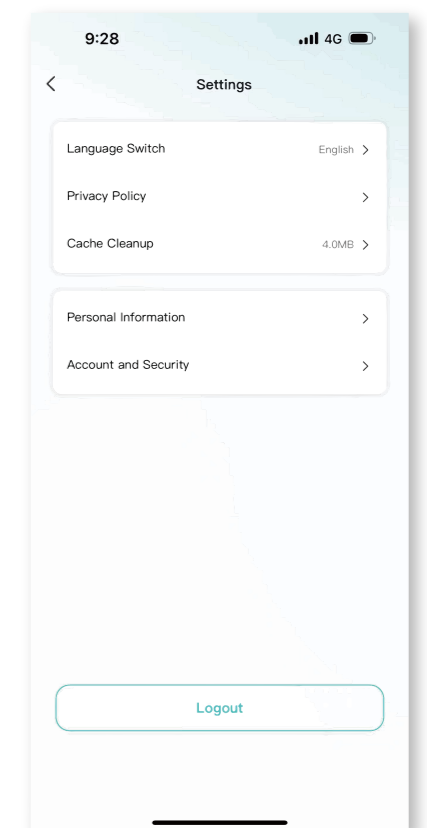 9:28 4G
Settings
Language Switch English
Privacy Policy
Cache Cleanup 4.0MB
Personal Information
Account and Security
Logout